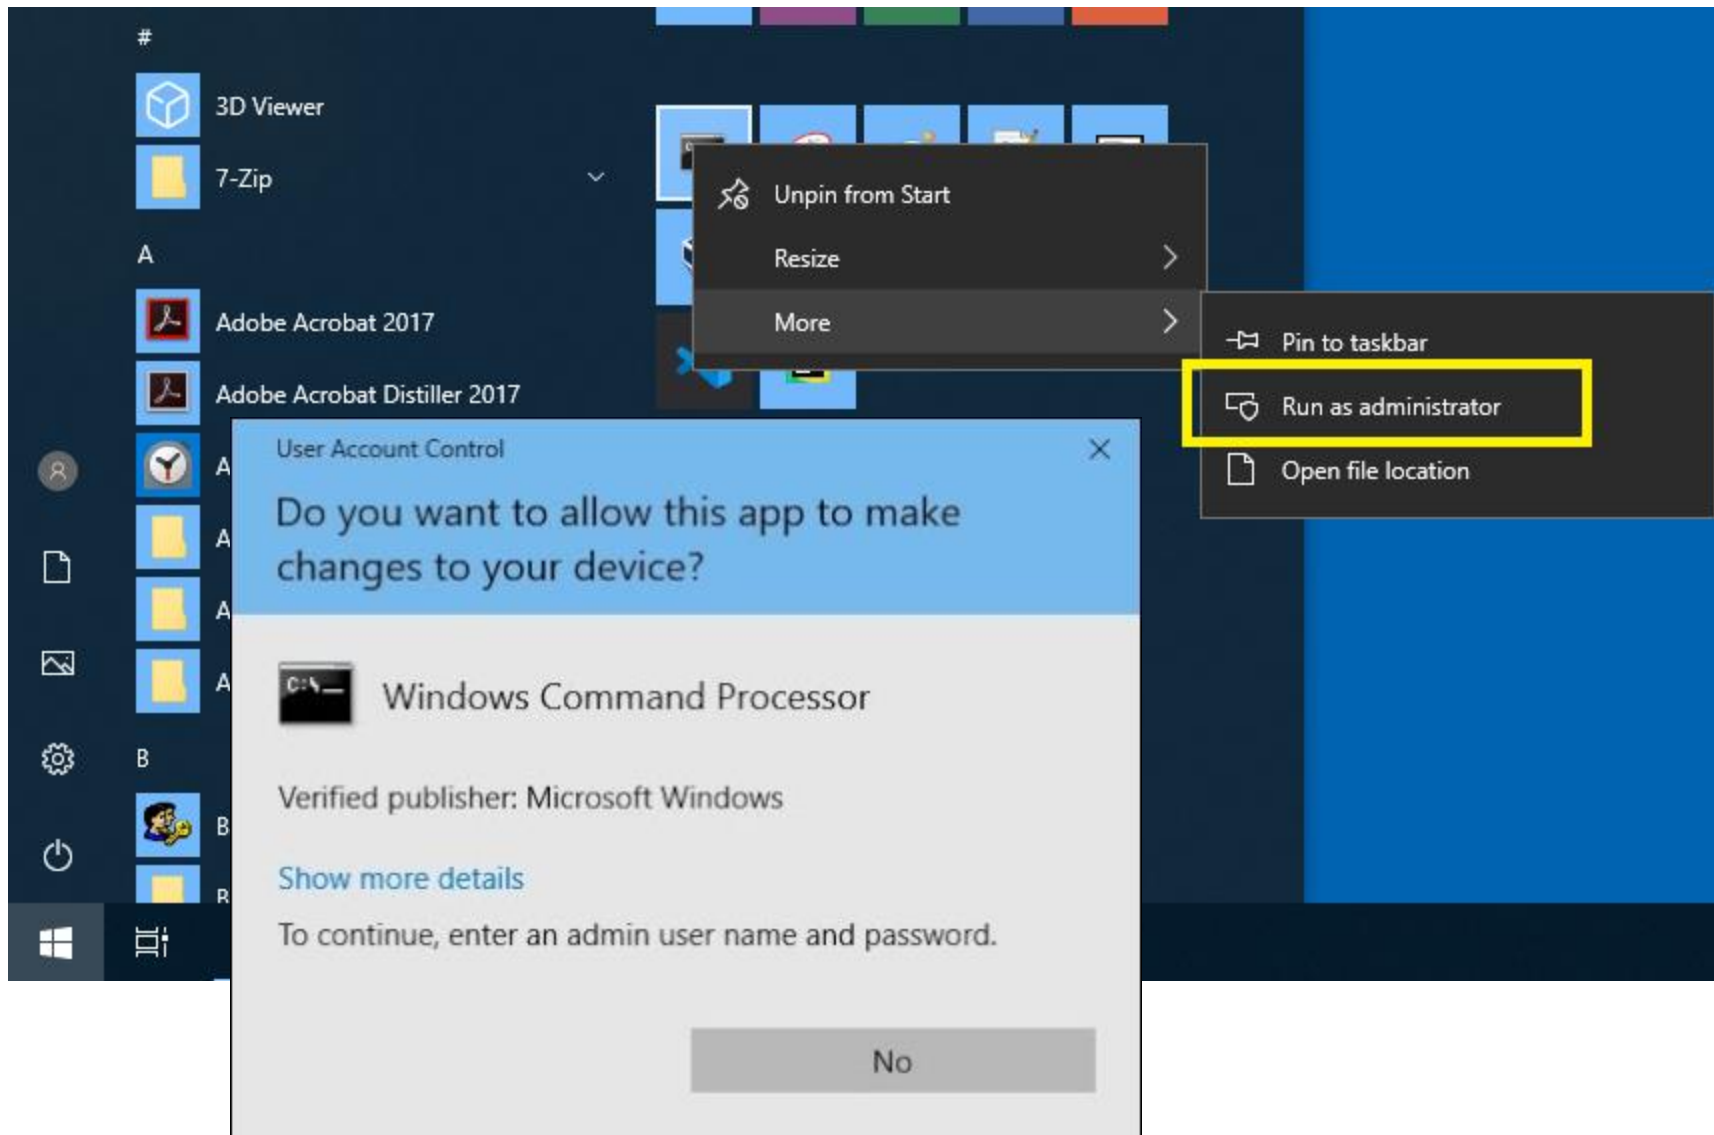 #
3D Viewer
7-Zip
A
Adobe Acrobat 2017
Adobe Acrobat Distiller 2017
A
A
A
A
B
B
B
Unpin from Start
Resize
More
Pin to taskbar
Run as administrator
Open file location
User Account Control
Do you want to allow this app to make
changes to your device?
C:\_
Windows Command Processor
Verified publisher: Microsoft Windows
Show more details
To continue, enter an admin user name and password.
No